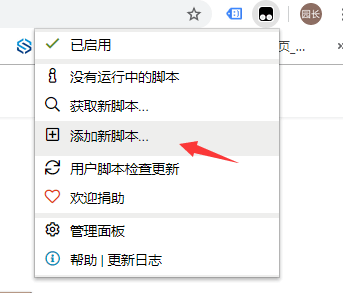 园长
页_...
已启用
没有运行中的脚本
获取新脚本...
添加新脚本...
用户脚本检查更新
欢迎捐助
管理面板
帮助 | 更新日志